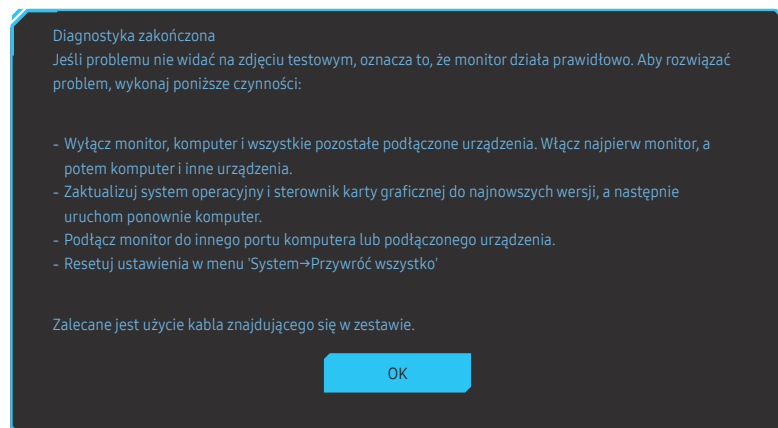 Diagnostyka zakończona
Jeśli problemu nie widać na zdjęciu testowym, oznacza to, że monitor działa prawidłowo. Aby rozwiązać
problem, wykonaj poniższe czynności:
- Wyłącz monitor, komputer i wszystkie pozostałe podłączone urządzenia. Włącz najpierw monitor, a
potem komputer i inne urządzenia.
- Zaktualizuj system operacyjny i sterownik karty graficznej do najnowszych wersji, a następnie
uruchom ponownie komputer.
- Podłącz monitor do innego portu komputera lub podłączonego urządzenia.
- Resetuj ustawienia w menu 'System→Przywróć wszystko'
Zalecane jest użycie kabla znajdującego się w zestawie.
OK